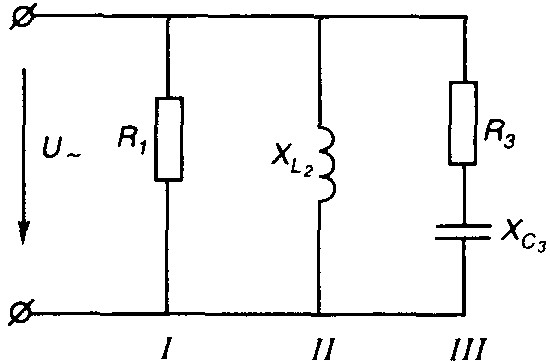 U~
R1
XL2
R3
XC3
I II III